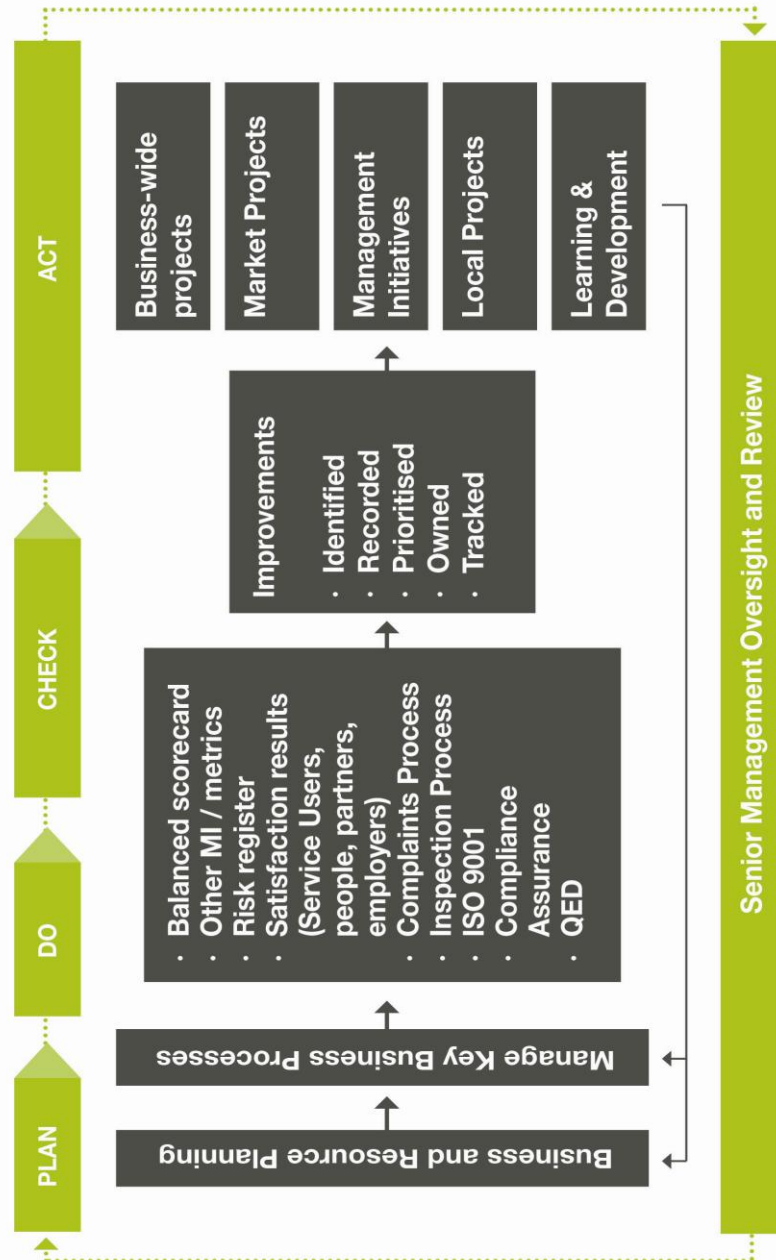 PLAN
DO
CHECK
ACT
Business and Resource Planning
Manage Key Business Processes
· Balanced scorecard
· Other MI / metrics
· Risk register
· Satisfaction results
(Service Users,
people, partners,
employers)
· Complaints Process
· Inspection Process
· ISO 9001
· Compliance
Assurance
· QED
Improvements
· Identified
· Recorded
· Prioritised
· Owned
· Tracked
Business-wide
projects
Market Projects
Management
Initiatives
Local Projects
Learning &
Development
Senior Management Oversight and Review